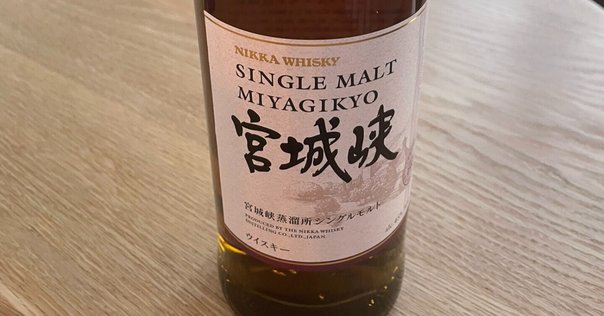 NIKKA WHISKY
SINGLE MALT
MIYAGIKYO
宮城峡
宮城峡蒸溜所シングルモルト
PRODUCED BY THE NIKKA WHISKY
DISTILLING CO.,LTD.,JAPAN
ウイスキー